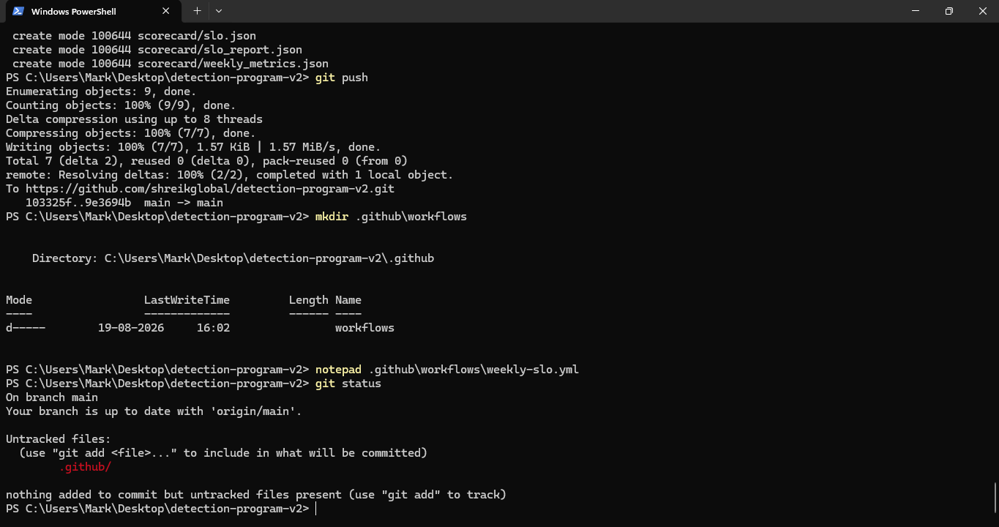 Windows PowerShell
create mode 100644 scorecard/slo.json
create mode 100644 scorecard/slo_report.json
create mode 100644 scorecard/weekly_metrics.json
PS C:\Users\Mark\Desktop\detection-program-v2> git push
Enumerating objects: 9, done.
Counting objects: 100% (9/9), done.
Delta compression using up to 8 threads
Compressing objects: 100% (7/7), done.
Writing objects: 100% (7/7), 1.57 KiB | 1.57 MiB/s, done.
Total 7 (delta 2), reused 0 (delta 0), pack-reused 0 (from 0)
remote: Resolving deltas: 100% (2/2), completed with 1 local object.
To https://github.com/shreikglobal/detection-program-v2.git
   103325f..9e3694b  main -> main
PS C:\Users\Mark\Desktop\detection-program-v2> mkdir .github\workflows
    Directory: C:\Users\Mark\Desktop\detection-program-v2\.github
Mode                 LastWriteTime         Length Name
----                 -------------         ------ ----
d-----        19-08-2026     16:02                workflows
PS C:\Users\Mark\Desktop\detection-program-v2> notepad .github\workflows\weekly-slo.yml
PS C:\Users\Mark\Desktop\detection-program-v2> git status
On branch main
Your branch is up to date with 'origin/main'.
Untracked files:
  (use "git add <file>..." to include in what will be committed)
        .github/
nothing added to commit but untracked files present (use "git add" to track)
PS C:\Users\Mark\Desktop\detection-program-v2>